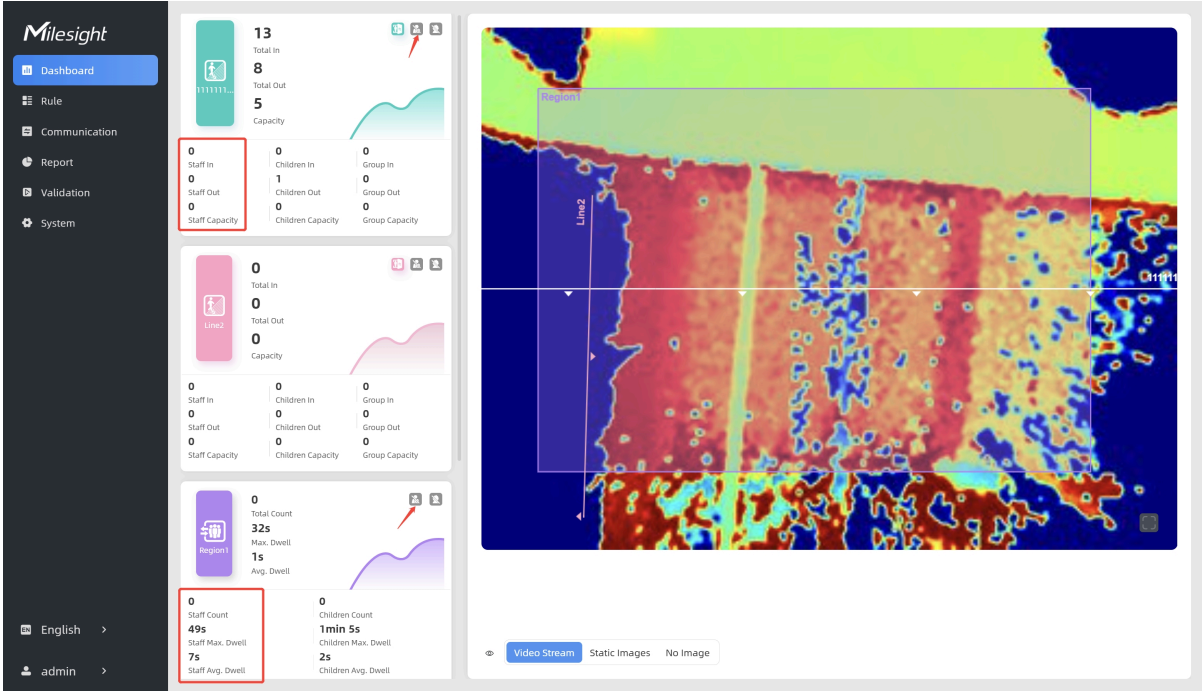 Milesight
Dashboard
Rule
Communication
Report
Validation
System
EN English >
admin >
1111111...
13
Total In
8
Total Out
5
Capacity
0
Staff In
0
Staff Out
0
Staff Capacity
0
Children In
1
Children Out
0
Children Capacity
0
Group In
0
Group Out
0
Group Capacity
Line2
0
Total In
0
Total Out
0
Capacity
0
Staff In
0
Staff Out
0
Staff Capacity
0
Children In
0
Children Out
0
Children Capacity
0
Group In
0
Group Out
0
Group Capacity
Region1
0
Total Count
32s
Max. Dwell
1s
Avg. Dwell
0
Staff Count
49s
Staff Max. Dwell
7s
Staff Avg. Dwell
0
Children Count
1min 5s
Children Max. Dwell
2s
Children Avg. Dwell
Region1
Line2
111111
Video Stream
Static Images
No Image